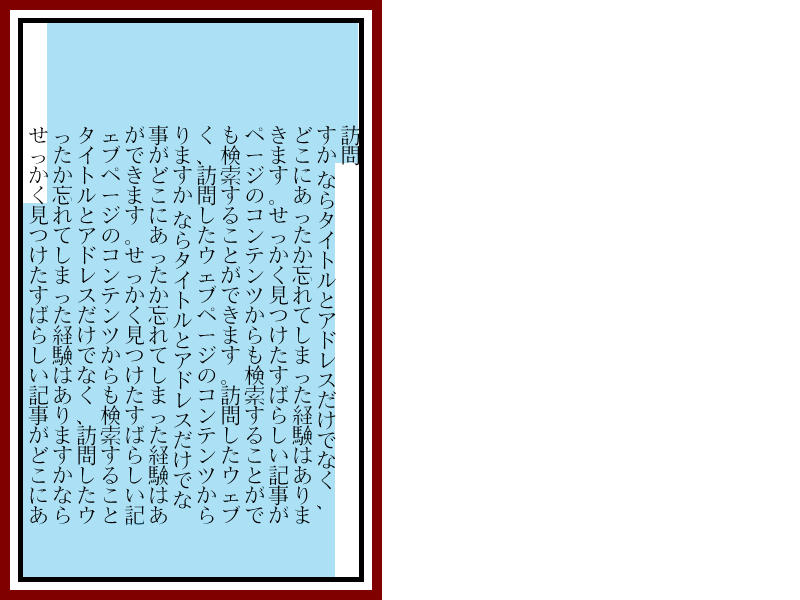 せっかく見つけたすばらしい記事がどこにあ
ったか忘れてしまった経験はありますかなら
タイトルとアドレスだけでなく、訪問したウ
ェブページのコンテンツからも検索すること
ができます。せっかく見つけたすばらしい記
事がどこにあったか忘れてしまった経験はあ
りますか ならタイトルとアドレスだけでな
く、訪問したウェブページのコンテンツから
も検索することができます。訪問したウェブ
ページのコンテンツからも検索することがで
きます。せっかく見つけたすばらしい記事が
どこにあったか忘れてしまった経験はありま
すか ならタイトルとアドレスだけでなく、
訪問